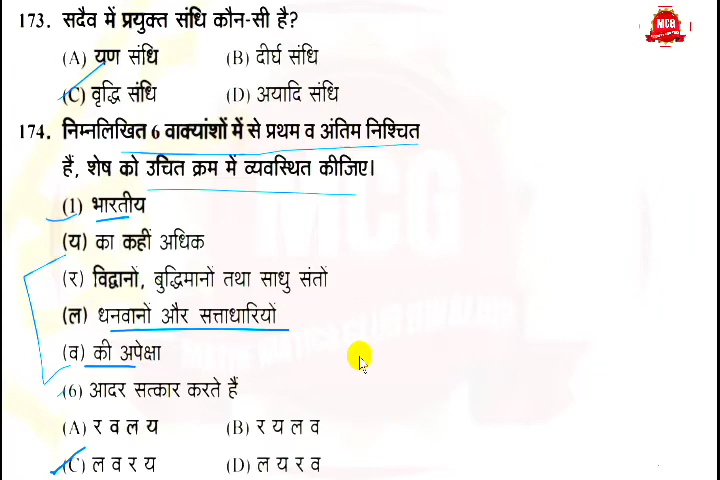 MCG
173. सदैव में प्रयुक्त संधि कौन-सी है?
(A) यण संधि (B) दीर्घ संधि
(C) वृद्धि संधि (D) अयादि संधि
174. निम्नलिखित 6 वाक्यांशों में से प्रथम व अंतिम निश्चित
हैं, शेष को उचित क्रम में व्यवस्थित कीजिए।
(1) भारतीय
(य) का कहीं अधिक
(र) विद्वानों, बुद्धिमानों तथा साधु संतों
(ल) धनवानों और सत्ताधारियों
(व) की अपेक्षा
(6) आदर सत्कार करते हैं
(A) र व ल य (B) र य ल व
(C) ल व र य (D) ल य र व